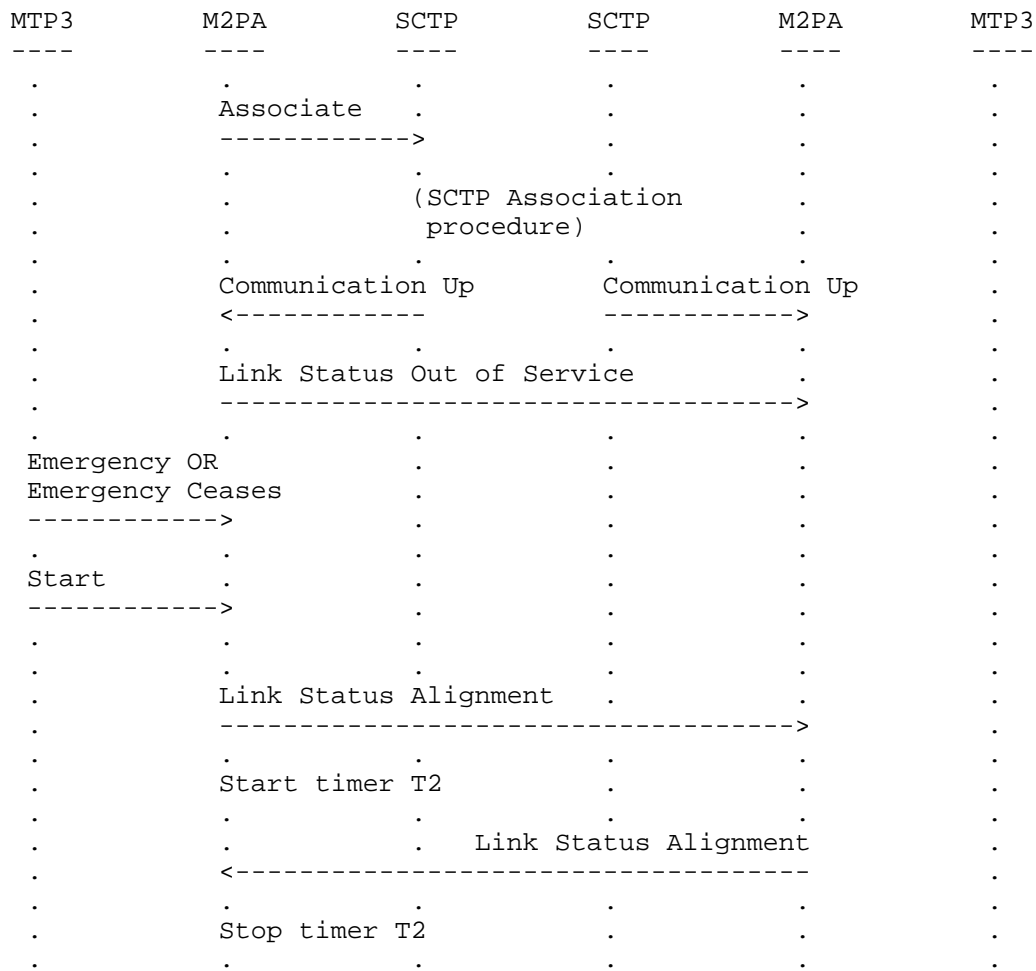 MTP3 M2PA SCTP SCTP M2PA MTP3
---- ---- ---- ---- ---- ----
. . . . . .
. Associate . . . .
. ------------> . . .
. . . . . .
. . (SCTP Association . .
. . procedure) . .
. . . . . .
. Communication Up Communication Up .
. <------------ ------------> .
. . . . . .
. Link Status Out of Service . .
. ------------------------------------> .
. . . . . .
Emergency OR . . . .
Emergency Ceases . . . .
------------> . . . .
. . . . . .
Start . . . . .
------------> . . . .
. . . . . .
. . . . . .
. Link Status Alignment . . .
. ------------------------------------> .
. . . . . .
. Start timer T2 . . .
. . . . . .
. . . Link Status Alignment .
. <------------------------------------ .
. . . . . .
. Stop timer T2 . . .
. . . . . .